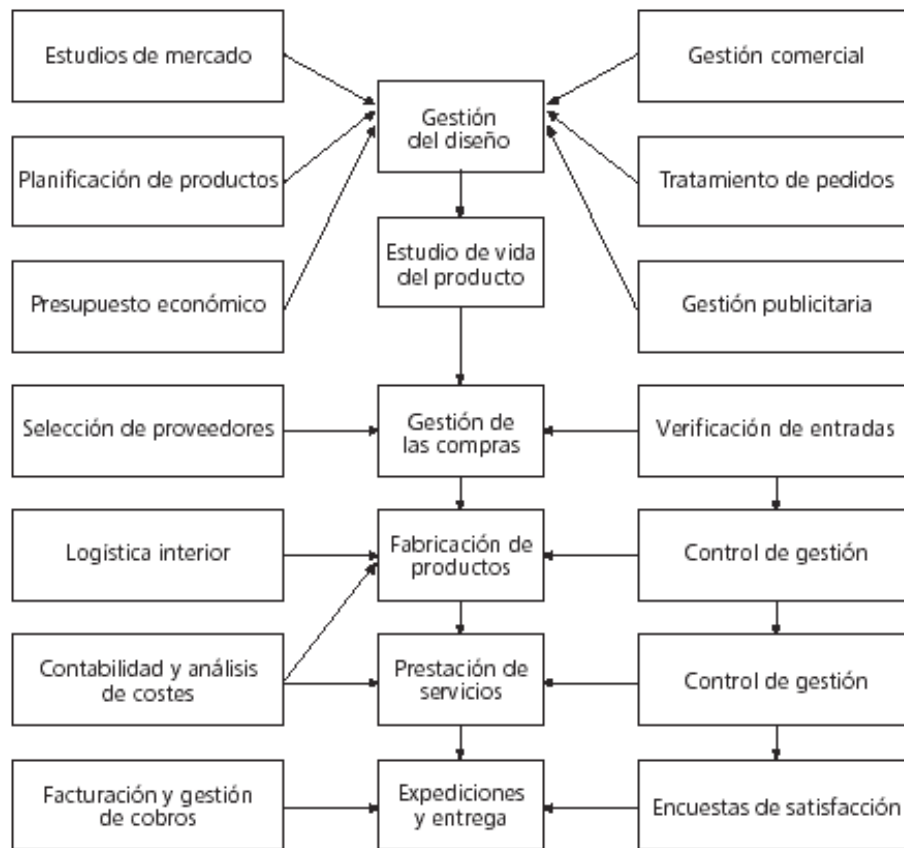 Estudios de mercado
Gestión comercial
Gestión
del diseño
Planificación de productos
Tratamiento de pedidos
Estudio de vida
del producto
Presupuesto económico
Gestión publicitaria
Selección de proveedores
Gestión de
las compras
Verificación de entradas
Logística interior
Fabricación de
productos
Control de gestión
Contabilidad y análisis
de costes
Prestación de
servicios
Control de gestión
Facturación y gestión
de cobros
Expediciones
y entrega
Encuestas de satisfacción